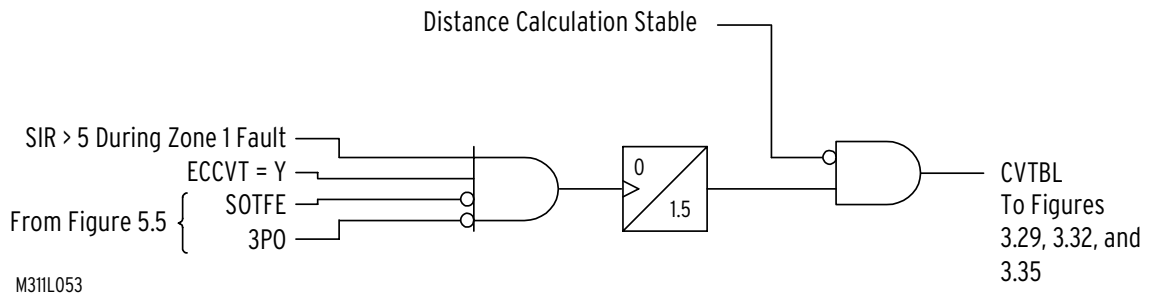 Distance Calculation Stable
SIR > 5 During Zone 1 Fault
ECCVT = Y
From Figure 5.5 {
SOTFE
3PO
0
1.5
CVTBL
To Figures
3.29, 3.32, and
3.35
M311L053